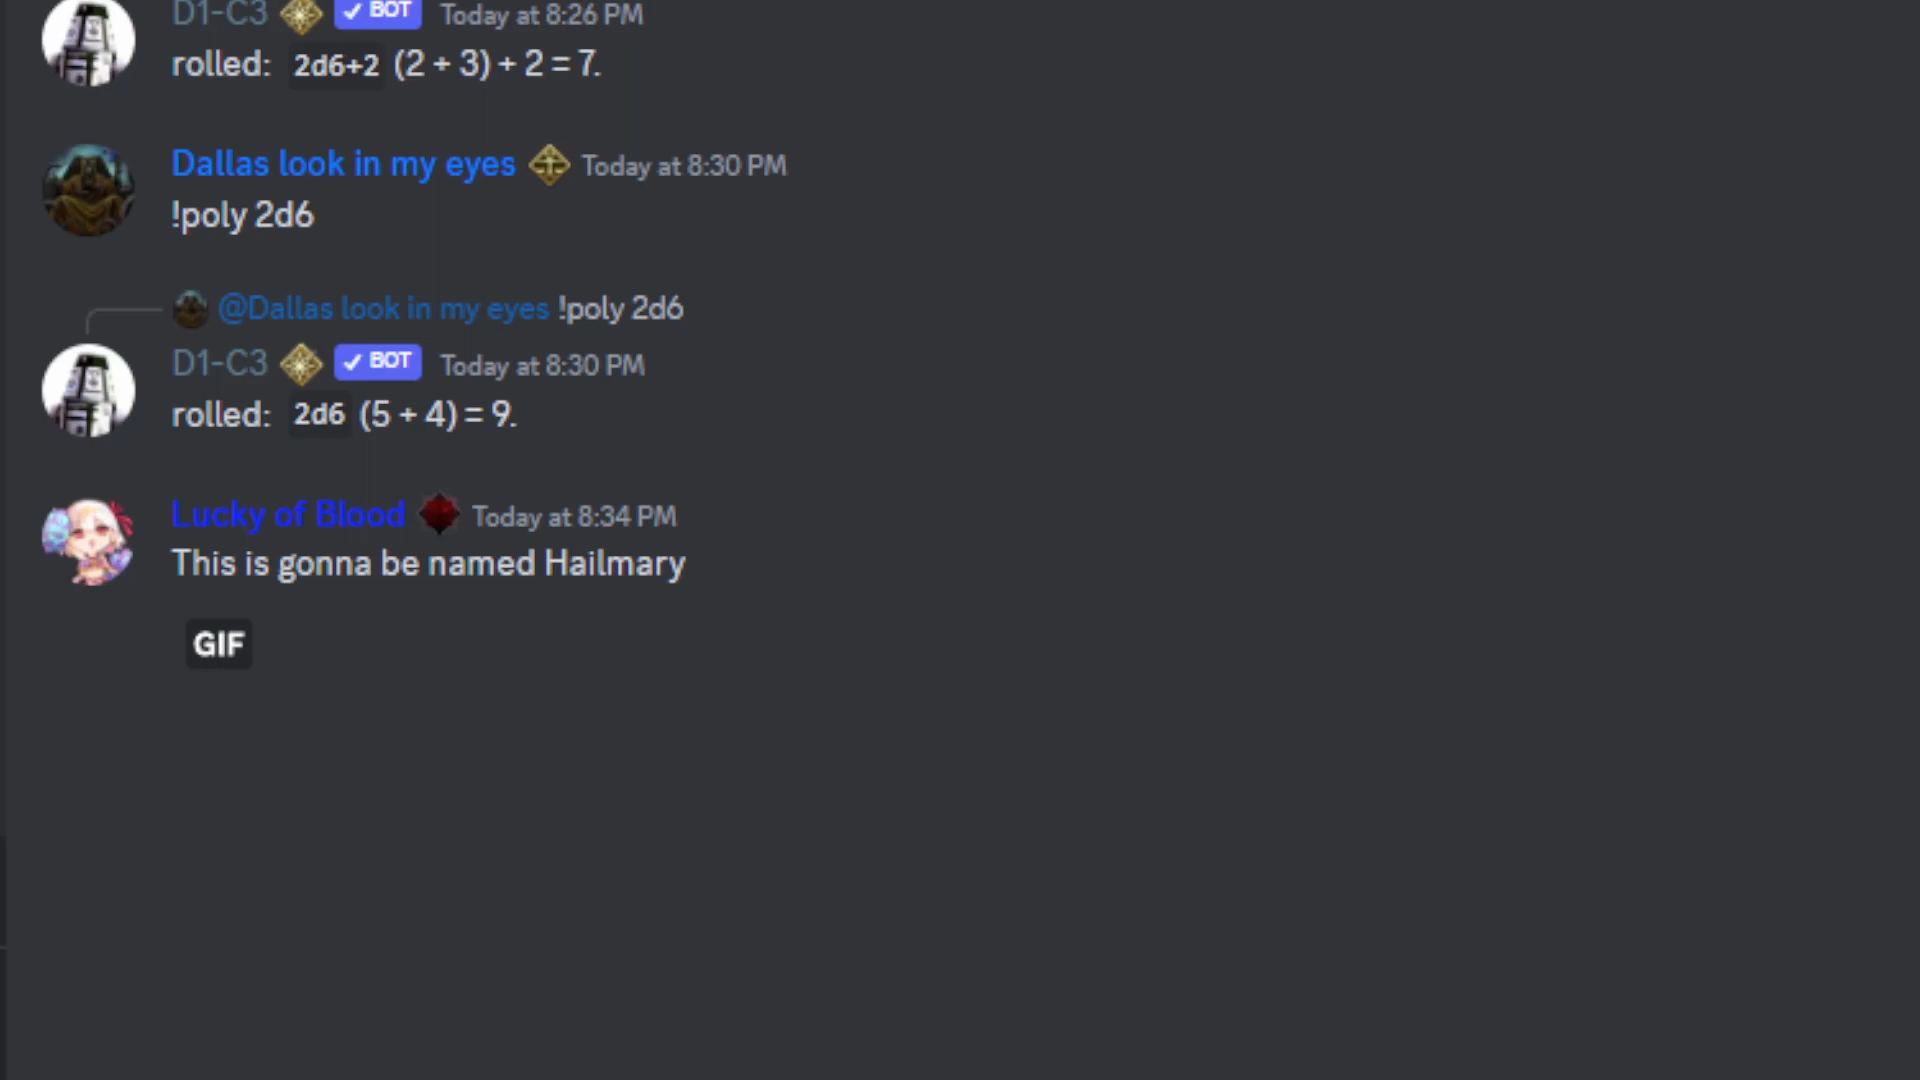 D1-C3 ✓ BOT Today at 8:26 PM
rolled: 2d6+2 (2 + 3) + 2 = 7.
Dallas look in my eyes Today at 8:30 PM
!poly 2d6
@Dallas look in my eyes !poly 2d6
D1-C3 ✓ BOT Today at 8:30 PM
rolled: 2d6 (5 + 4) = 9.
Lucky of Blood Today at 8:34 PM
This is gonna be named Hailmary
GIF